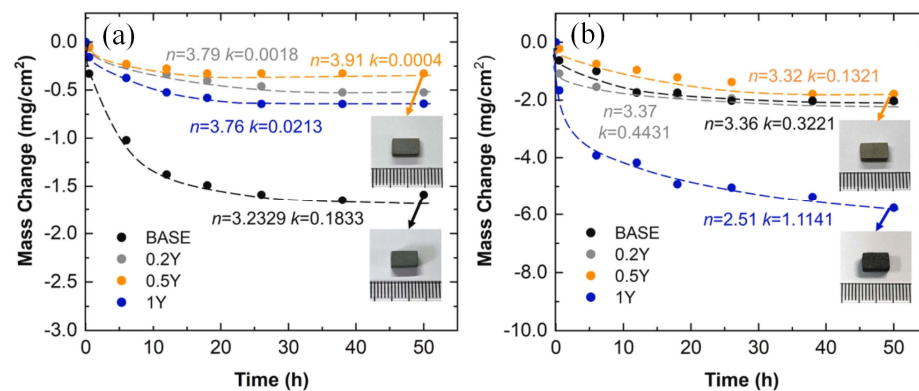 (a)
Mass Change (mg/cm²)
0.0
-0.5
-1.0
-1.5
-2.0
-2.5
-3.0
n=3.79 k=0.0018
n=3.91 k=0.0004
n=3.76 k=0.0213
n=3.2329 k=0.1833
BASE
0.2Y
0.5Y
1Y
0 10 20 30 40 50
Time (h)
(b)
Mass Change (mg/cm²)
0.0
-2.0
-4.0
-6.0
-8.0
-10.0
n=3.32 k=0.1321
n=3.37
k=0.4431
n=3.36 k=0.3221
n=2.51 k=1.1141
BASE
0.2Y
0.5Y
1Y
0 10 20 30 40 50
Time (h)